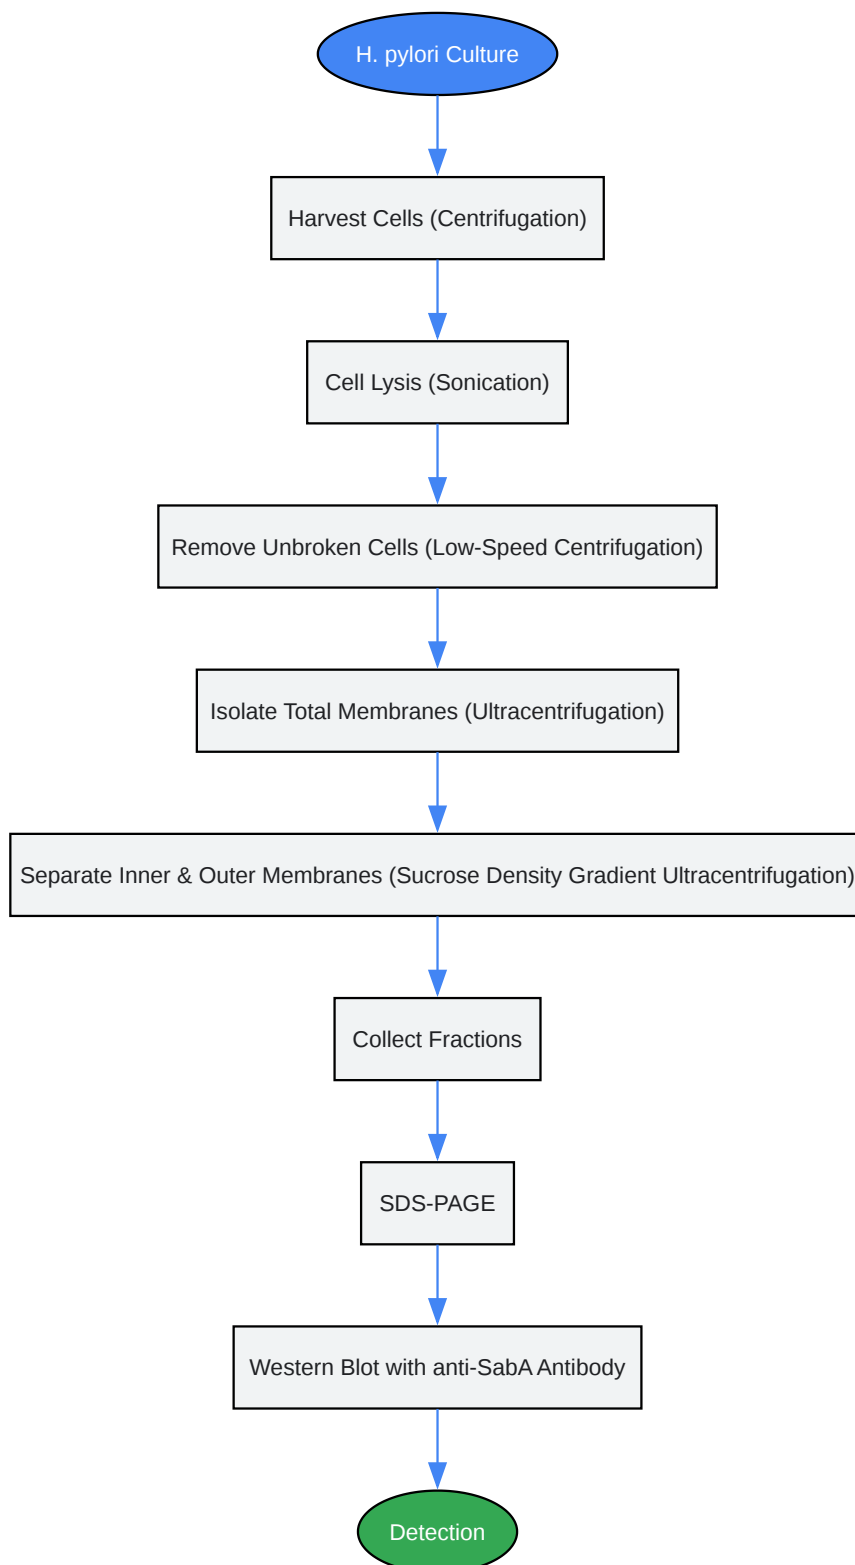 H. pylori Culture
Harvest Cells (Centrifugation)
Cell Lysis (Sonication)
Remove Unbroken Cells (Low-Speed Centrifugation)
Isolate Total Membranes (Ultracentrifugation)
Separate Inner & Outer Membranes (Sucrose Density Gradient Ultracentrifugation)
Collect Fractions
SDS-PAGE
Western Blot with anti-SabA Antibody
Detection